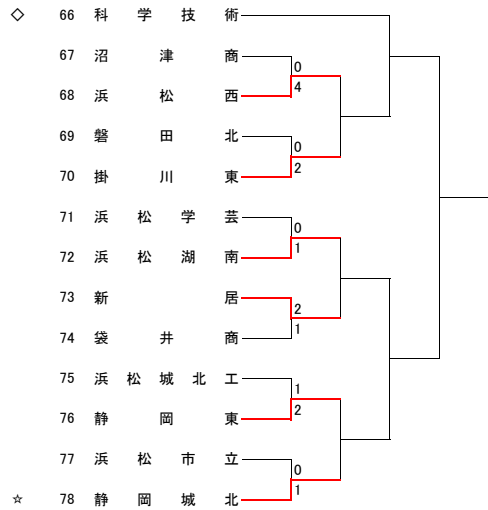 ◇ 66 科学技術
67 沼津商
0
4
68 浜松西
69 磐田北
0
2
70 掛川東
71 浜松学芸
0
1
72 浜松湖南
73 新居
2
1
74 袋井商
75 浜松城北工
1
2
76 静岡東
77 浜松市立
0
1
☆ 78 静岡城北